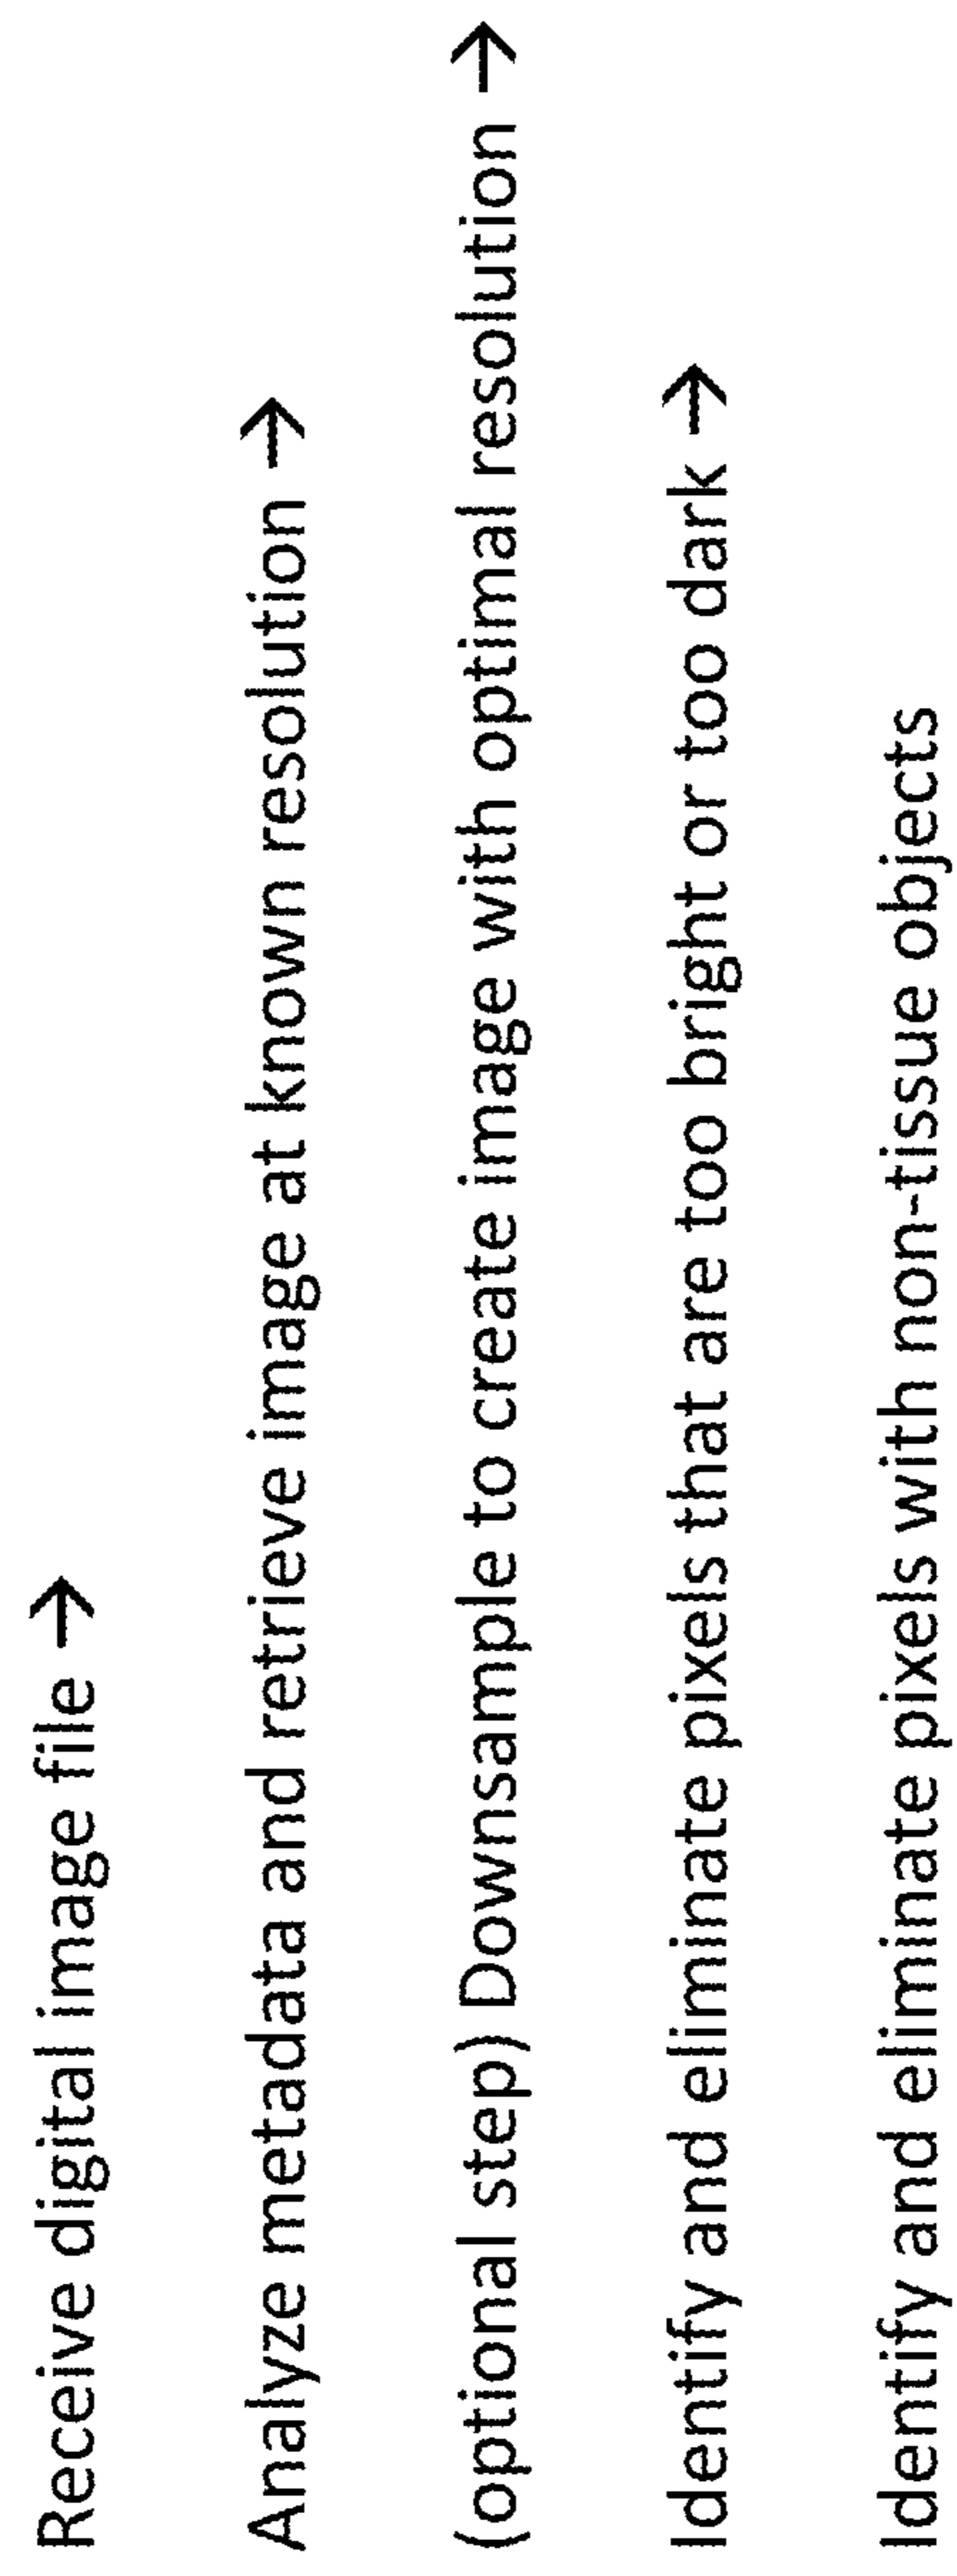 Receive digital image file →
Analyze metadata and retrieve image at known resolution →
(optional step) Downsample to create image with optimal resolution →
Identify and eliminate pixels that are too bright or too dark →
Identify and eliminate pixels with non-tissue objects